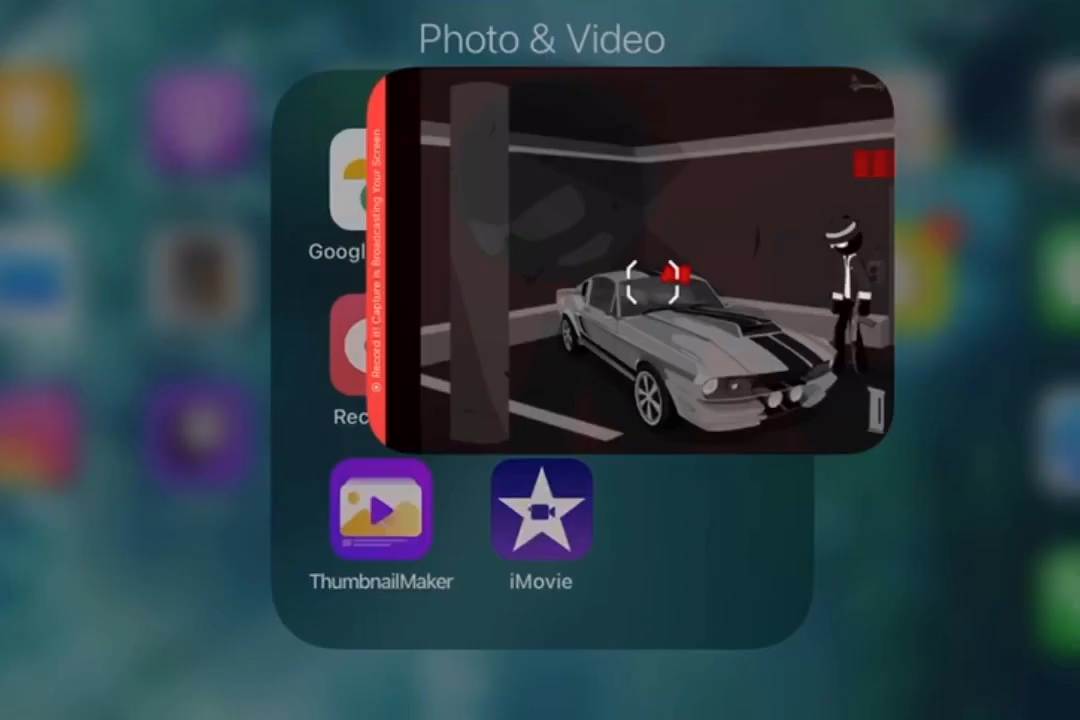 Photo & Video
Googl
Record it! Capture is Broadcasting Your Screen
Rec
ThumbnailMaker
iMovie